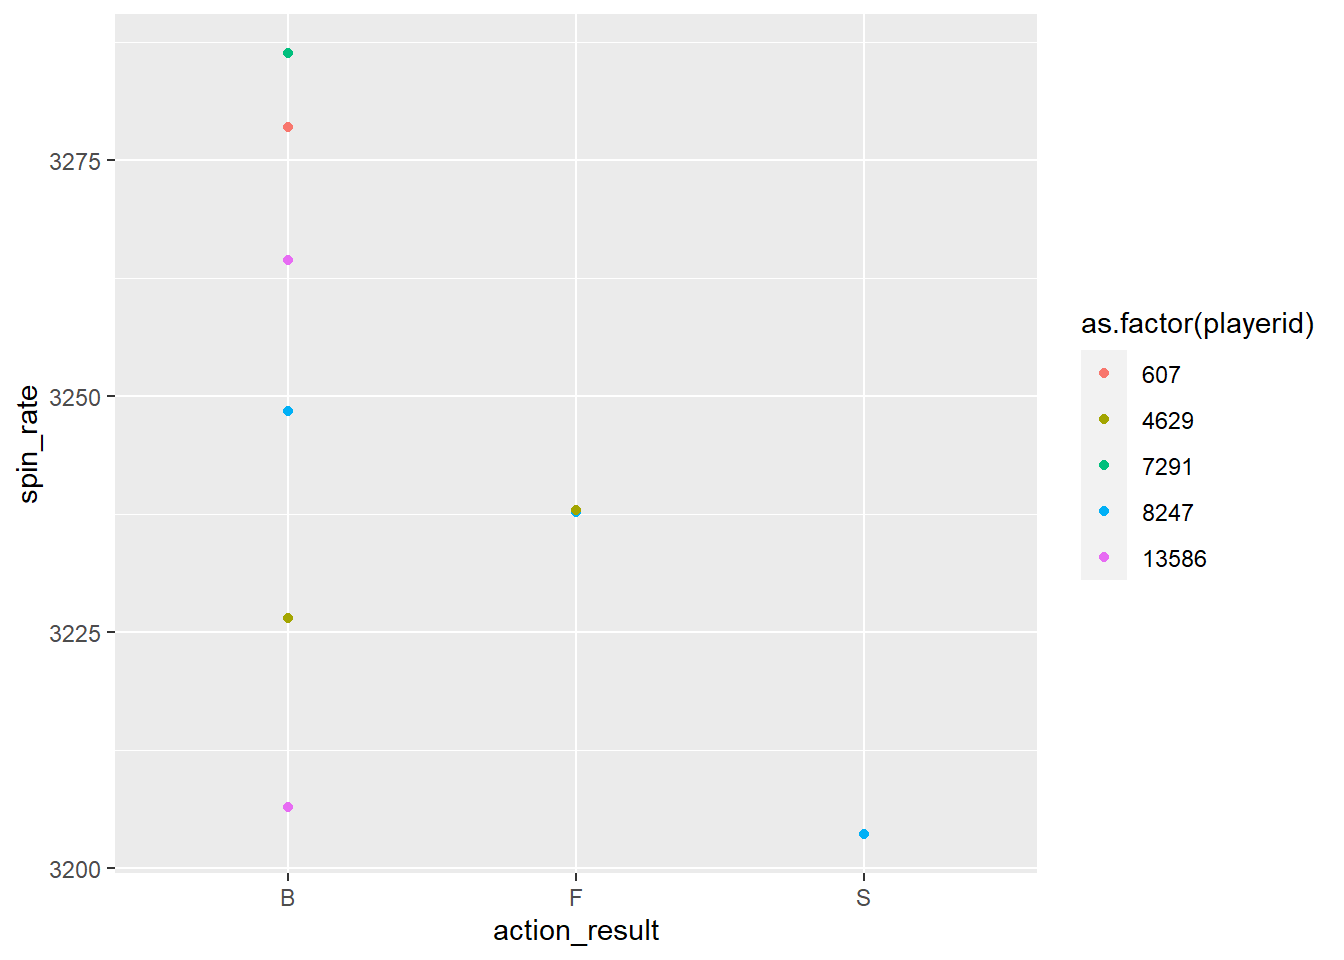 3275
3250
3225
3200
spin_rate
B F S
action_result
as.factor(playerid)
607
4629
7291
8247
13586